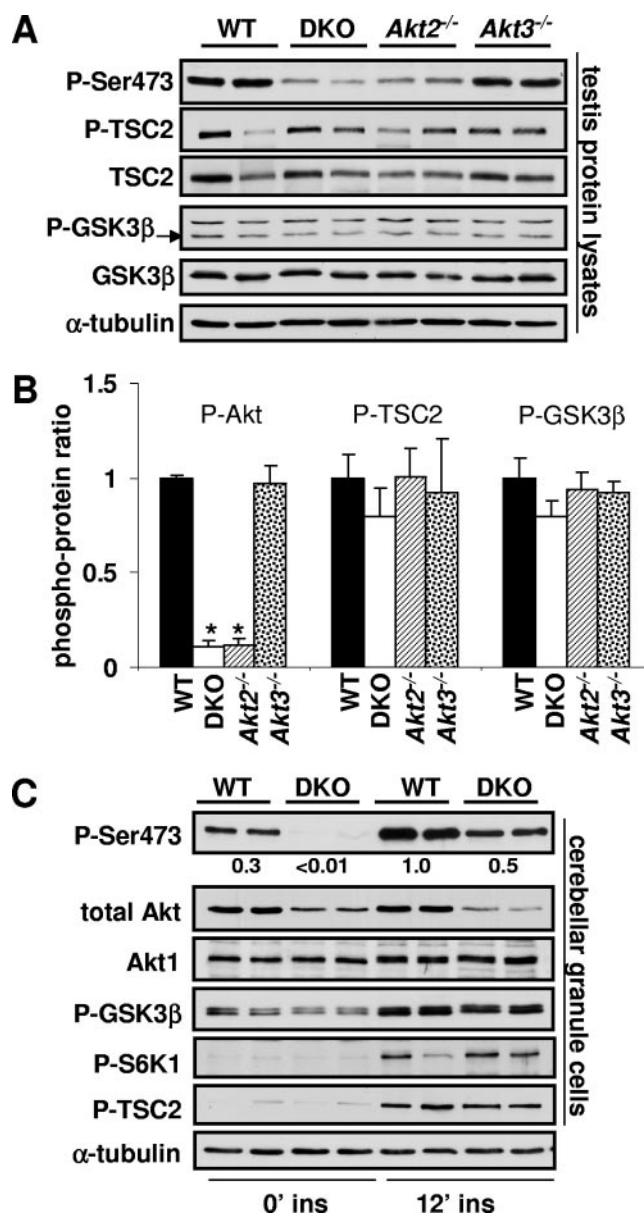 A
WT DKO Akt2-/- Akt3-/-
P-Ser473
P-TSC2
TSC2
P-GSK3β
GSK3β
α-tubulin
testis protein lysates
B
phospho-protein ratio
1.5
1
0.5
0
P-Akt P-TSC2 P-GSK3β
* *
WT DKO Akt2-/- Akt3-/- WT DKO Akt2-/- Akt3-/- WT DKO Akt2-/- Akt3-/-
C
WT DKO WT DKO
P-Ser473
0.3 <0.01 1.0 0.5
total Akt
Akt1
P-GSK3β
P-S6K1
P-TSC2
α-tubulin
cerebellar granule cells
0' ins 12' ins